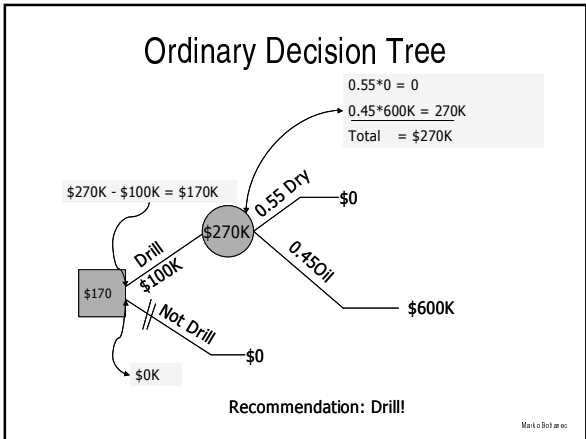 Ordinary Decision Tree
0.55*0 = 0
0.45*600K = 270K
Total = $270K
$270K - $100K = $170K
0.55 Dry
$0
$270K
Drill
$100K
0.45Oil
$170
$600K
Not Drill
$0
$0K
Recommendation: Drill!
Marko Bohanec